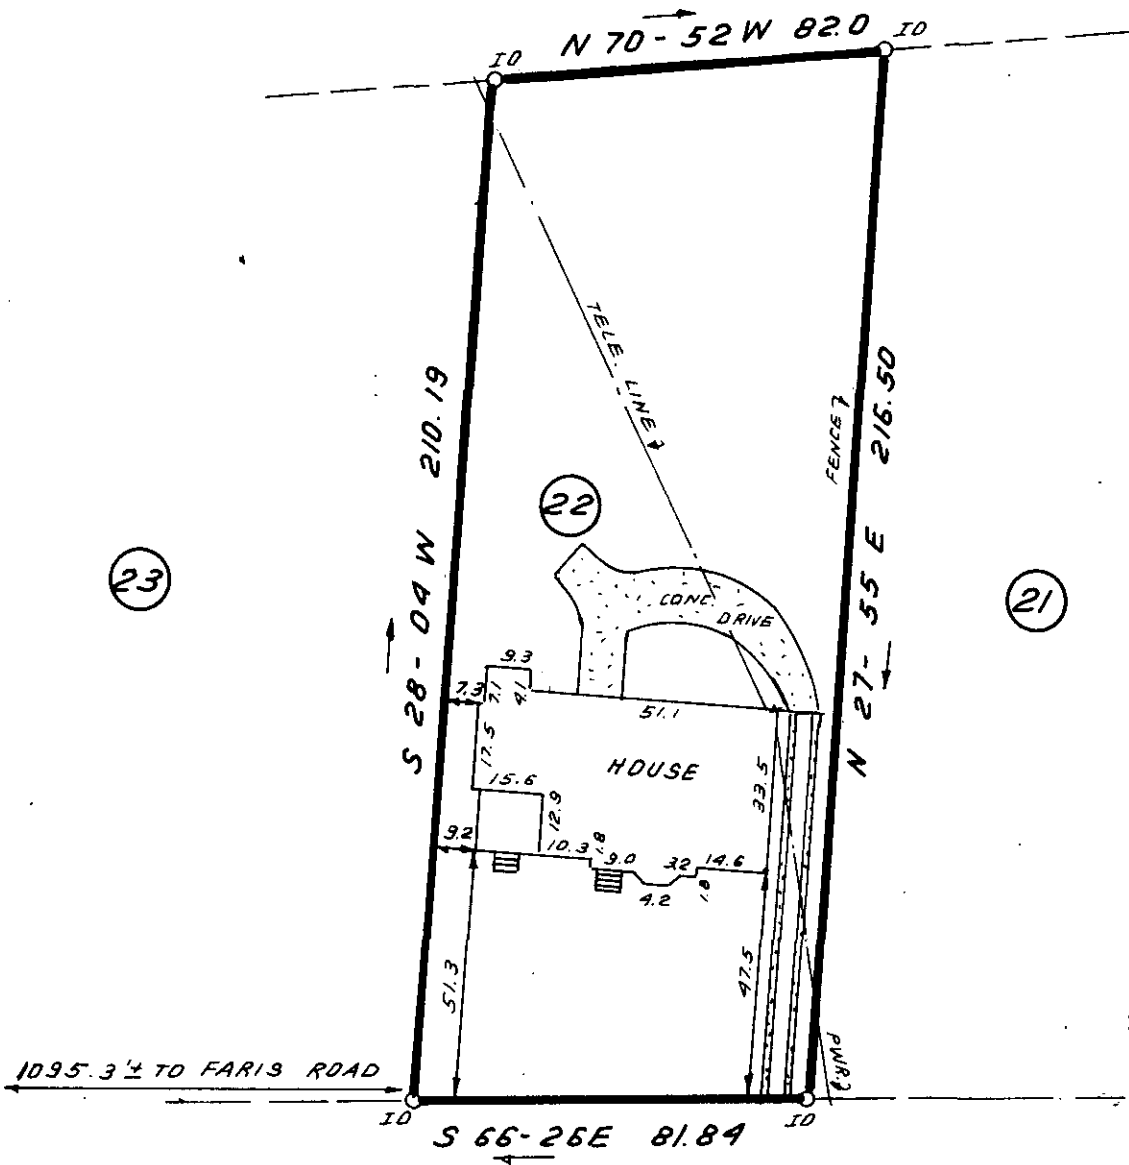 N 70 - 52 W 82.0
IO
IO
TELE. LINE
S 28 - 04 W 210.19
FENCE
N 27 - 55 E 216.50
22
23
21
CONC.
DRIVE
9.3
7.3
7.1
4.1
51.1
17.5
HOUSE
15.6
12.9
33.5
9.2
10.3
1.8
9.0
3.2
14.6
4.2
1.8
51.3
47.5
PWR.
1095.3'± TO FARIS ROAD
IO
IO
S 66-26E 81.84